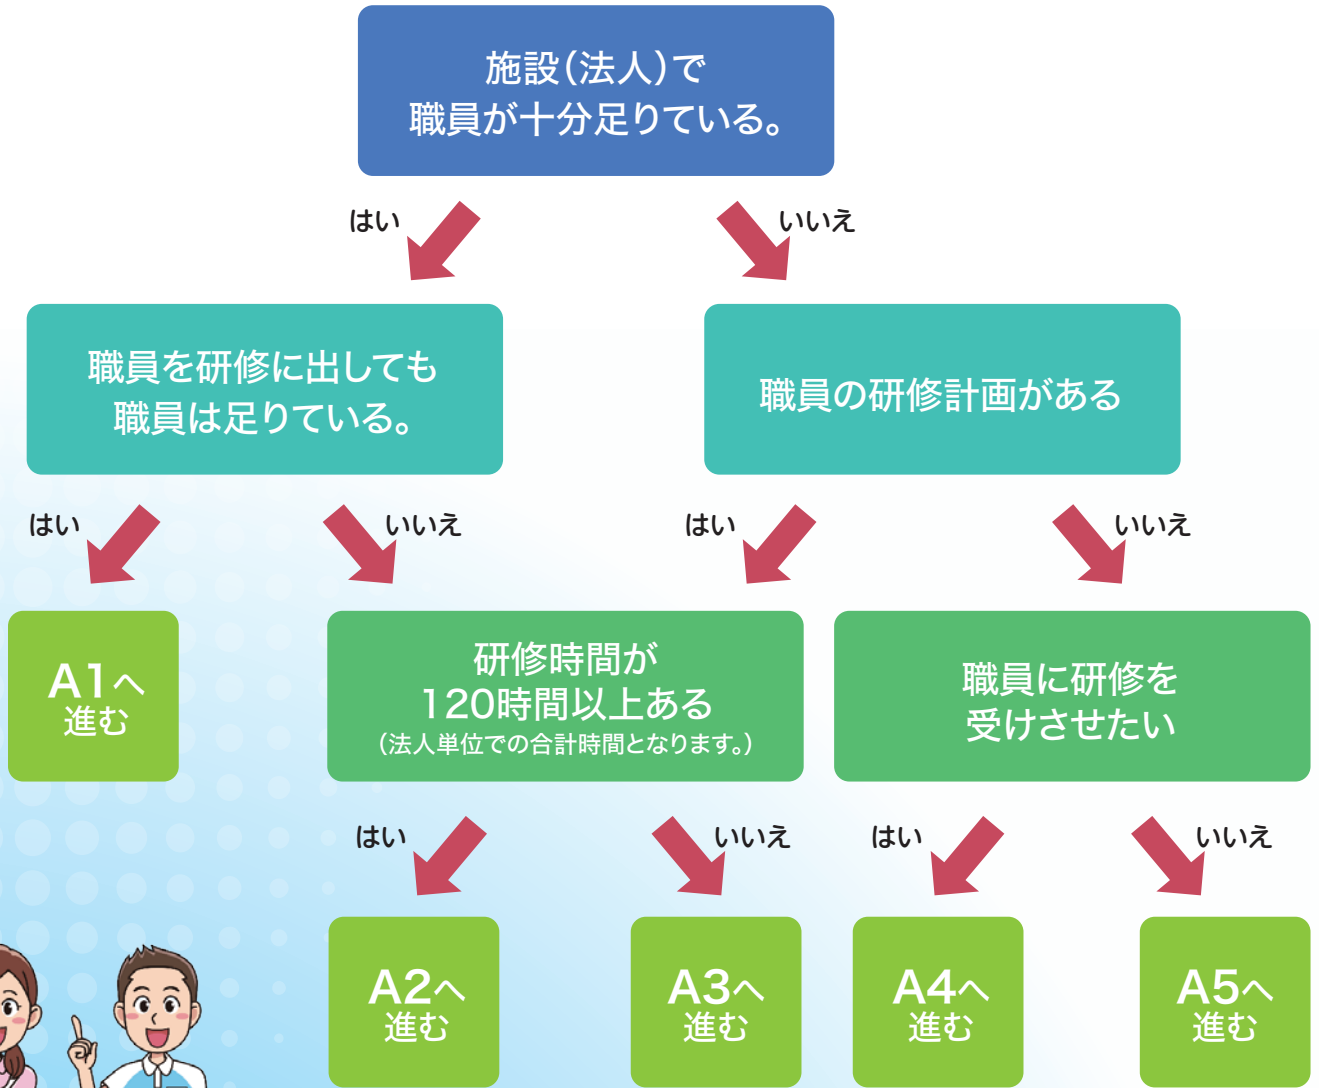 施設（法人）で
職員が十分足りている。
はい
いいえ
職員を研修に出しても
職員は足りている。
職員の研修計画がある
はい
いいえ
はい
いいえ
A1へ
進む
研修時間が
120時間以上ある
（法人単位での合計時間となります。）
職員に研修を
受けさせたい
はい
いいえ
はい
いいえ
A2へ
進む
A3へ
進む
A4へ
進む
A5へ
進む